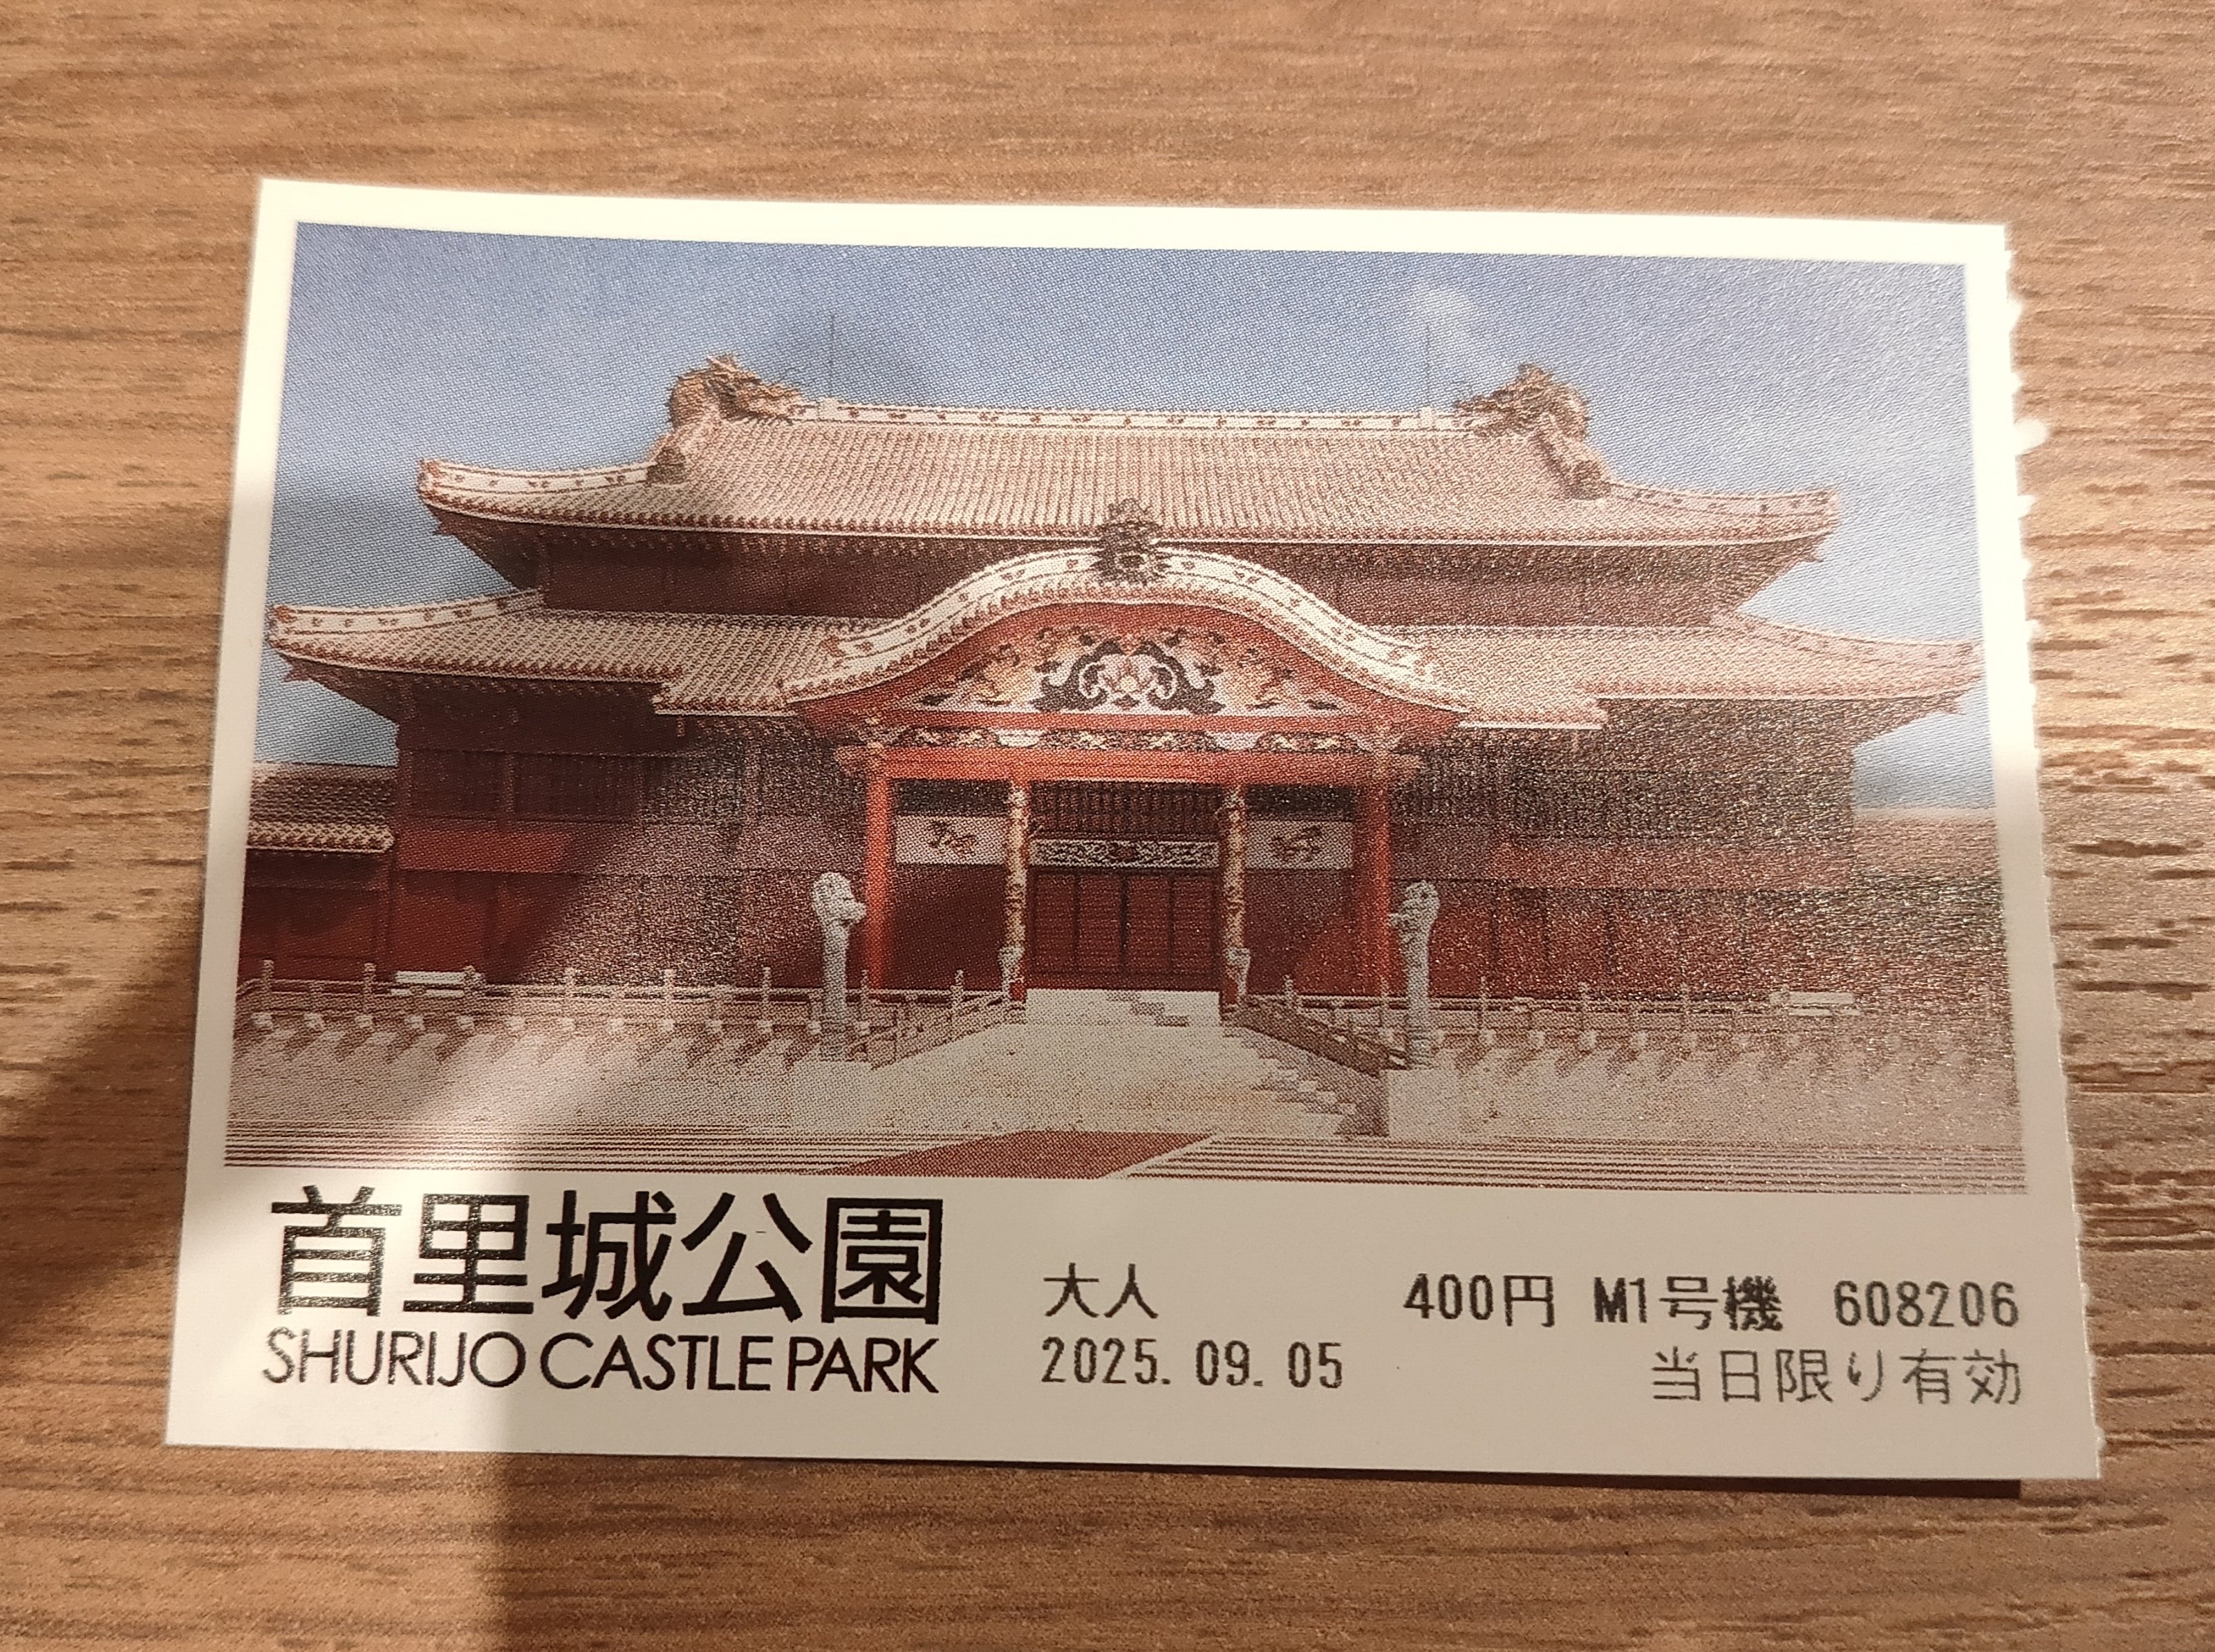 首里城公園
SHURIJO CASTLE PARK
大人 400円 M1号機 608206
2025.09.05 当日限り有効